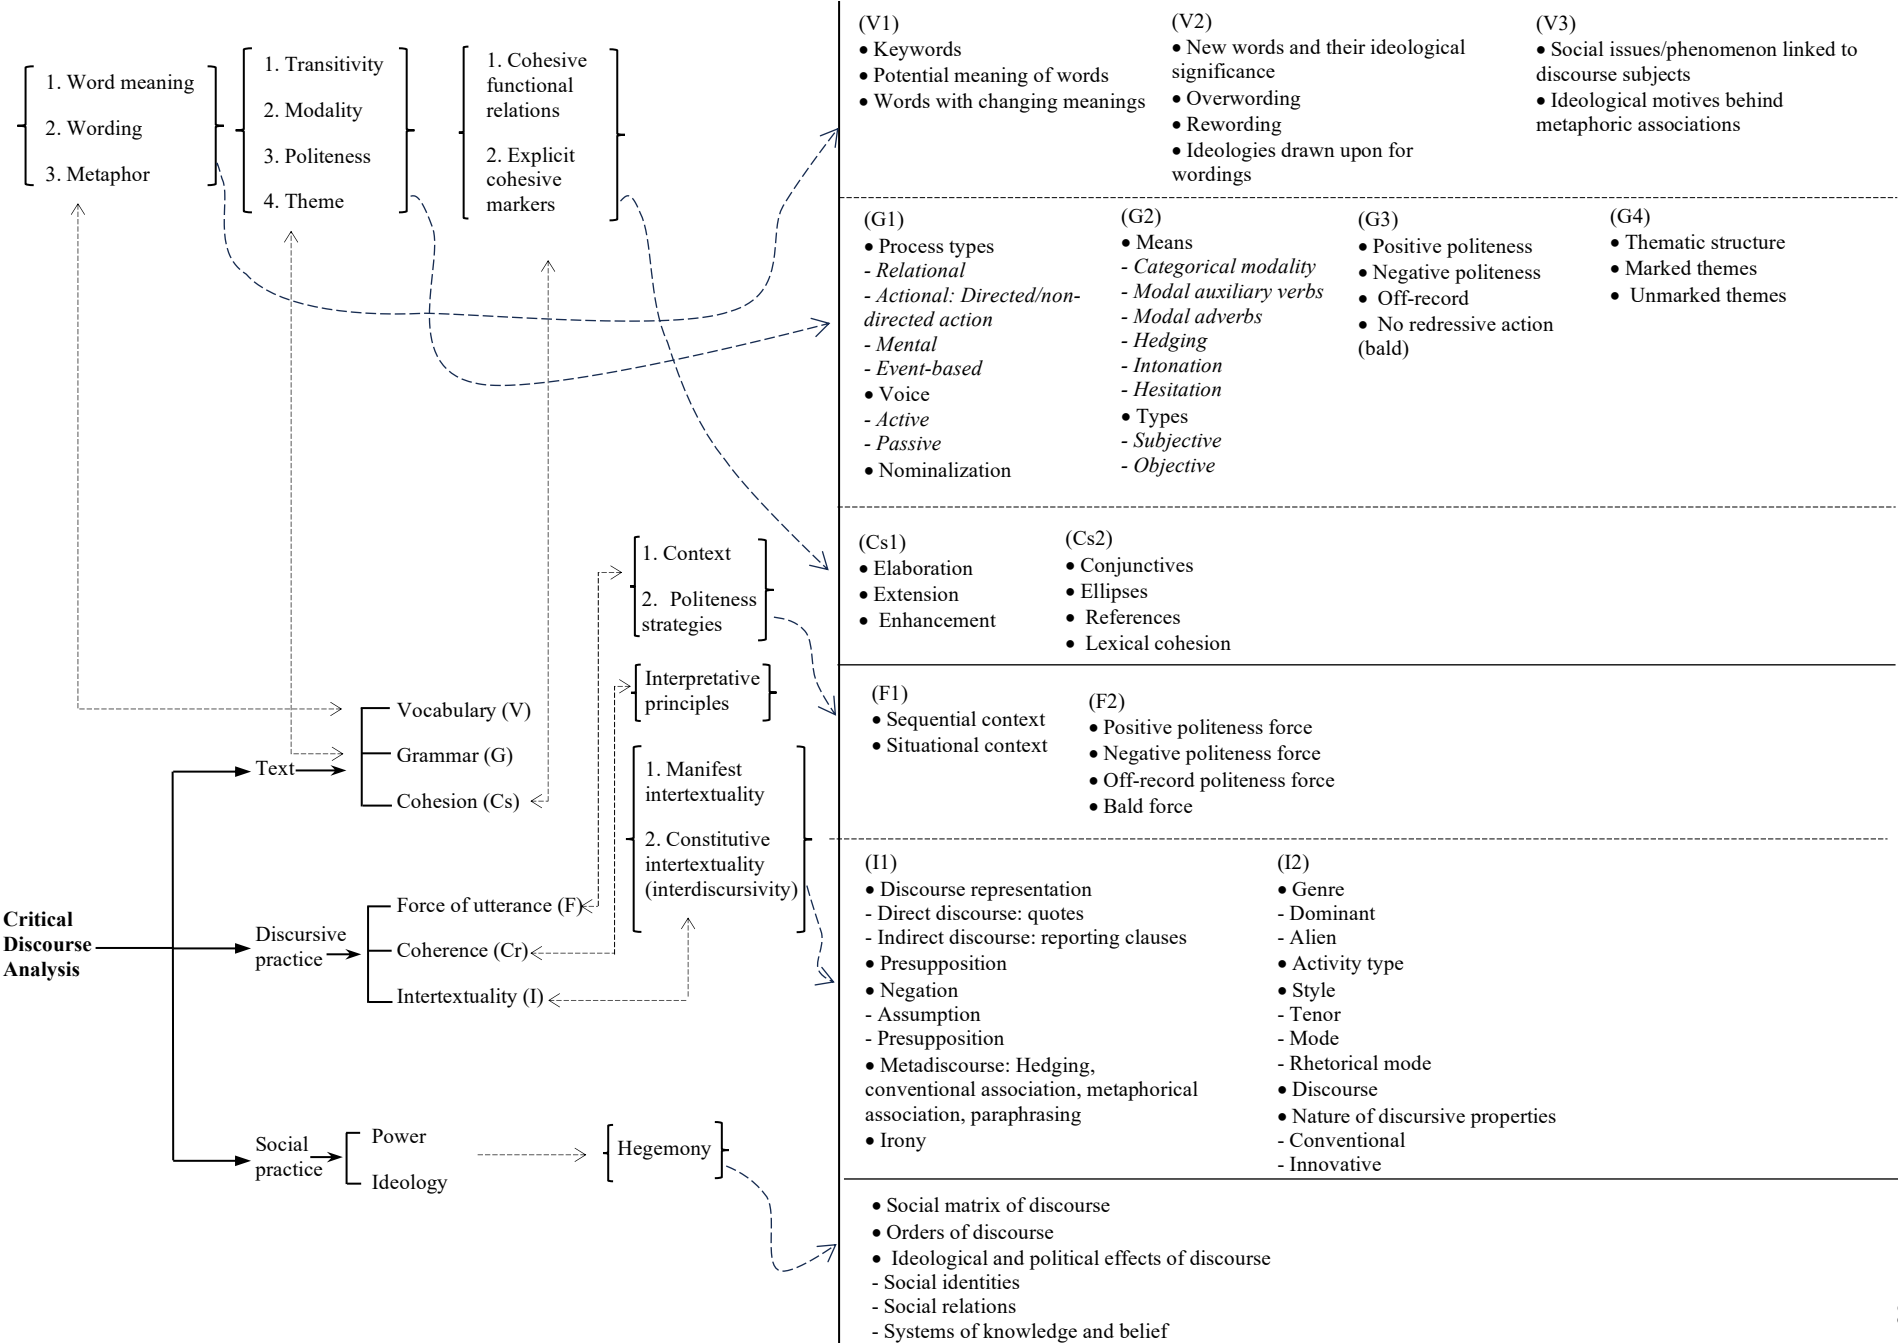 1. Word meaning
2. Wording
3. Metaphor
1. Transitivity
2. Modality
3. Politeness
4. Theme
1. Cohesive
functional
relations
2. Explicit
cohesive
markers
1. Context
2. Politeness
strategies
Interpretative
principles
1. Manifest
intertextuality
2. Constitutive
intertextuality
(interdiscursivity)
Critical
Discourse
Analysis
Text
Vocabulary (V)
Grammar (G)
Cohesion (Cs)
Discursive
practice
Force of utterance (F)
Coherence (Cr)
Intertextuality (I)
Social
practice
Power
Ideology
Hegemony
(V1)
• Keywords
• Potential meaning of words
• Words with changing meanings
(V2)
• New words and their ideological
significance
• Overwording
• Rewording
• Ideologies drawn upon for
wordings
(V3)
• Social issues/phenomenon linked to
discourse subjects
• Ideological motives behind
metaphoric associations
(G1)
• Process types
- Relational
- Actional: Directed/non-
directed action
- Mental
- Event-based
• Voice
- Active
- Passive
• Nominalization
(G2)
• Means
- Categorical modality
- Modal auxiliary verbs
- Modal adverbs
- Hedging
- Intonation
- Hesitation
• Types
- Subjective
- Objective
(G3)
• Positive politeness
• Negative politeness
• Off-record
• No redressive action
(bald)
(G4)
• Thematic structure
• Marked themes
• Unmarked themes
(Cs1)
• Elaboration
• Extension
• Enhancement
(Cs2)
• Conjunctives
• Ellipses
• References
• Lexical cohesion
(F1)
• Sequential context
• Situational context
(F2)
• Positive politeness force
• Negative politeness force
• Off-record politeness force
• Bald force
(I1)
• Discourse representation
- Direct discourse: quotes
- Indirect discourse: reporting clauses
• Presupposition
• Negation
- Assumption
- Presupposition
• Metadiscourse: Hedging,
conventional association, metaphorical
association, paraphrasing
• Irony
(I2)
• Genre
- Dominant
- Alien
• Activity type
• Style
- Tenor
- Mode
- Rhetorical mode
• Discourse
• Nature of discursive properties
- Conventional
- Innovative
• Social matrix of discourse
• Orders of discourse
• Ideological and political effects of discourse
- Social identities
- Social relations
- Systems of knowledge and belief